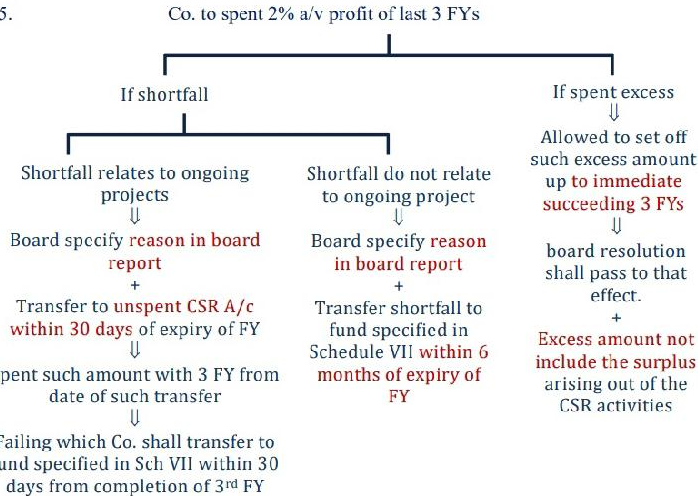 5.
Co. to spent 2% a/v profit of last 3 FYs
If shortfall
Shortfall relates to ongoing
projects
⇓
Board specify reason in board
report
+
Transfer to unspent CSR A/c
within 30 days of expiry of FY
⇓
pent such amount with 3 FY from
date of such transfer
⇓
Failing which Co. shall transfer to
und specified in Sch VII within 30
days from completion of 3rd FY
Shortfall do not relate
to ongoing project
⇓
Board specify reason
in board report
+
Transfer shortfall to
fund specified in
Schedule VII within 6
months of expiry of
FY
If spent excess
⇓
Allowed to set off
such excess amount
up to immediate
succeeding 3 FYs
⇓
board resolution
shall pass to that
effect.
+
Excess amount not
include the surplus
arising out of the
CSR activities